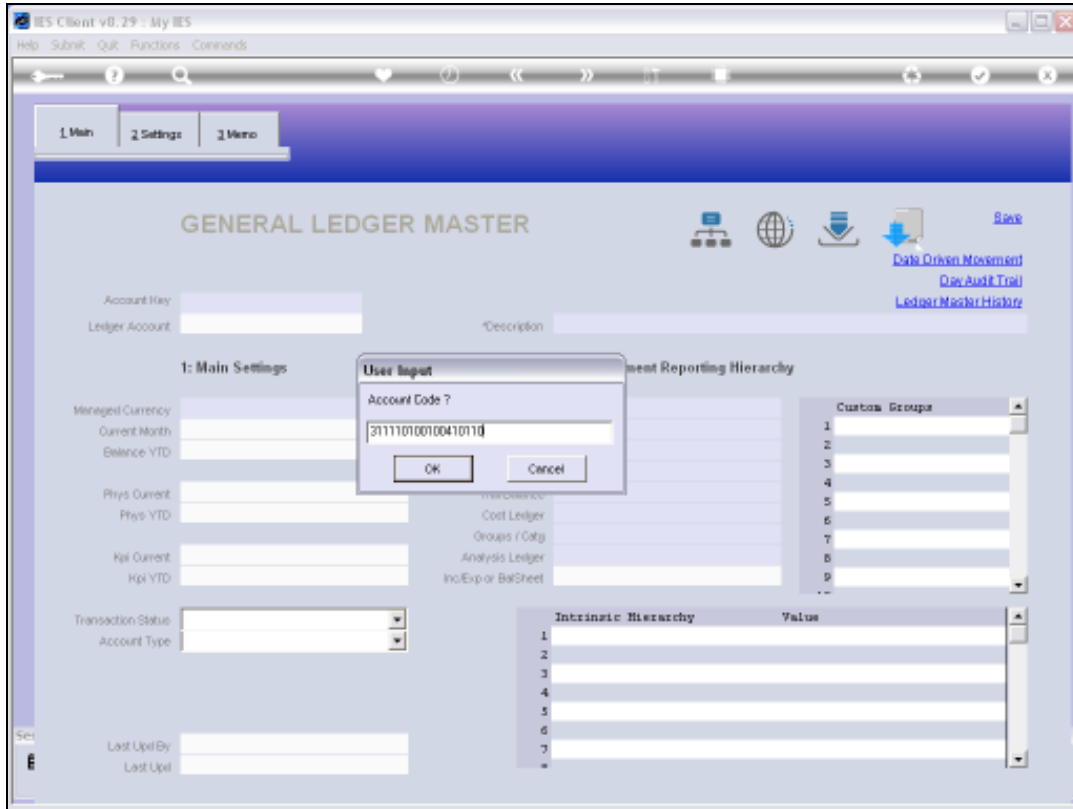 IES Client v8.29 : My IES
Help Submit Quit Functions Commands
1 Main 2 Settings 3 Memo
GENERAL LEDGER MASTER
Save
Date Driven Movement
Day Audit Trail
Ledger Master History
Account Key
Ledger Account
*Description
1: Main Settings
ment Reporting Hierarchy
User Input
Account Code ?
311110100100410110
OK Cancel
Managed Currency
Current Month
Balance YTD
Phys Current
Phys YTD
Cost Ledger
Groups / Catg
Kpi Current
Analysis Ledger
Kpi YTD
Inc/Exp or BalSheet
Custom Groups
1
2
3
4
5
6
7
8
9
Transaction Status
Account Type
Intrinsic Hierarchy Value
1
2
3
4
5
6
7
Last Upd By
Last Upd